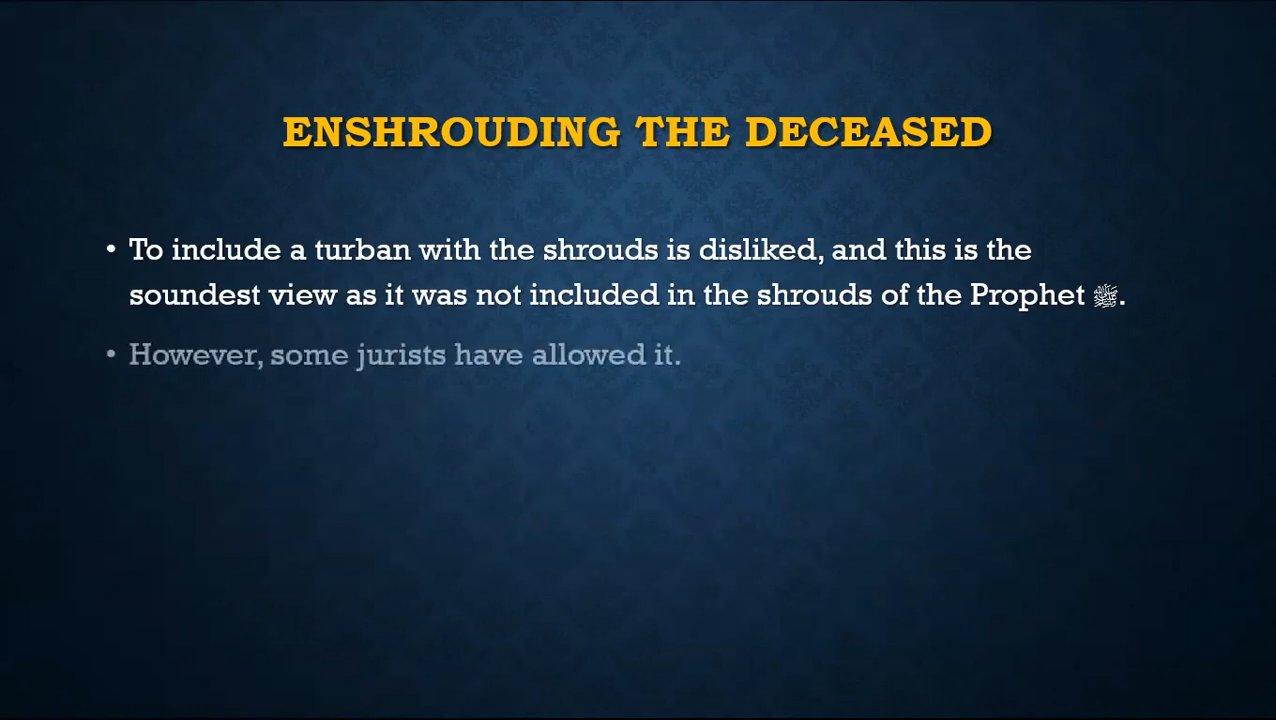 ENSHROUDING THE DECEASED
• To include a turban with the shrouds is disliked, and this is the
soundest view as it was not included in the shrouds of the Prophet ﷺ.
• However, some jurists have allowed it.